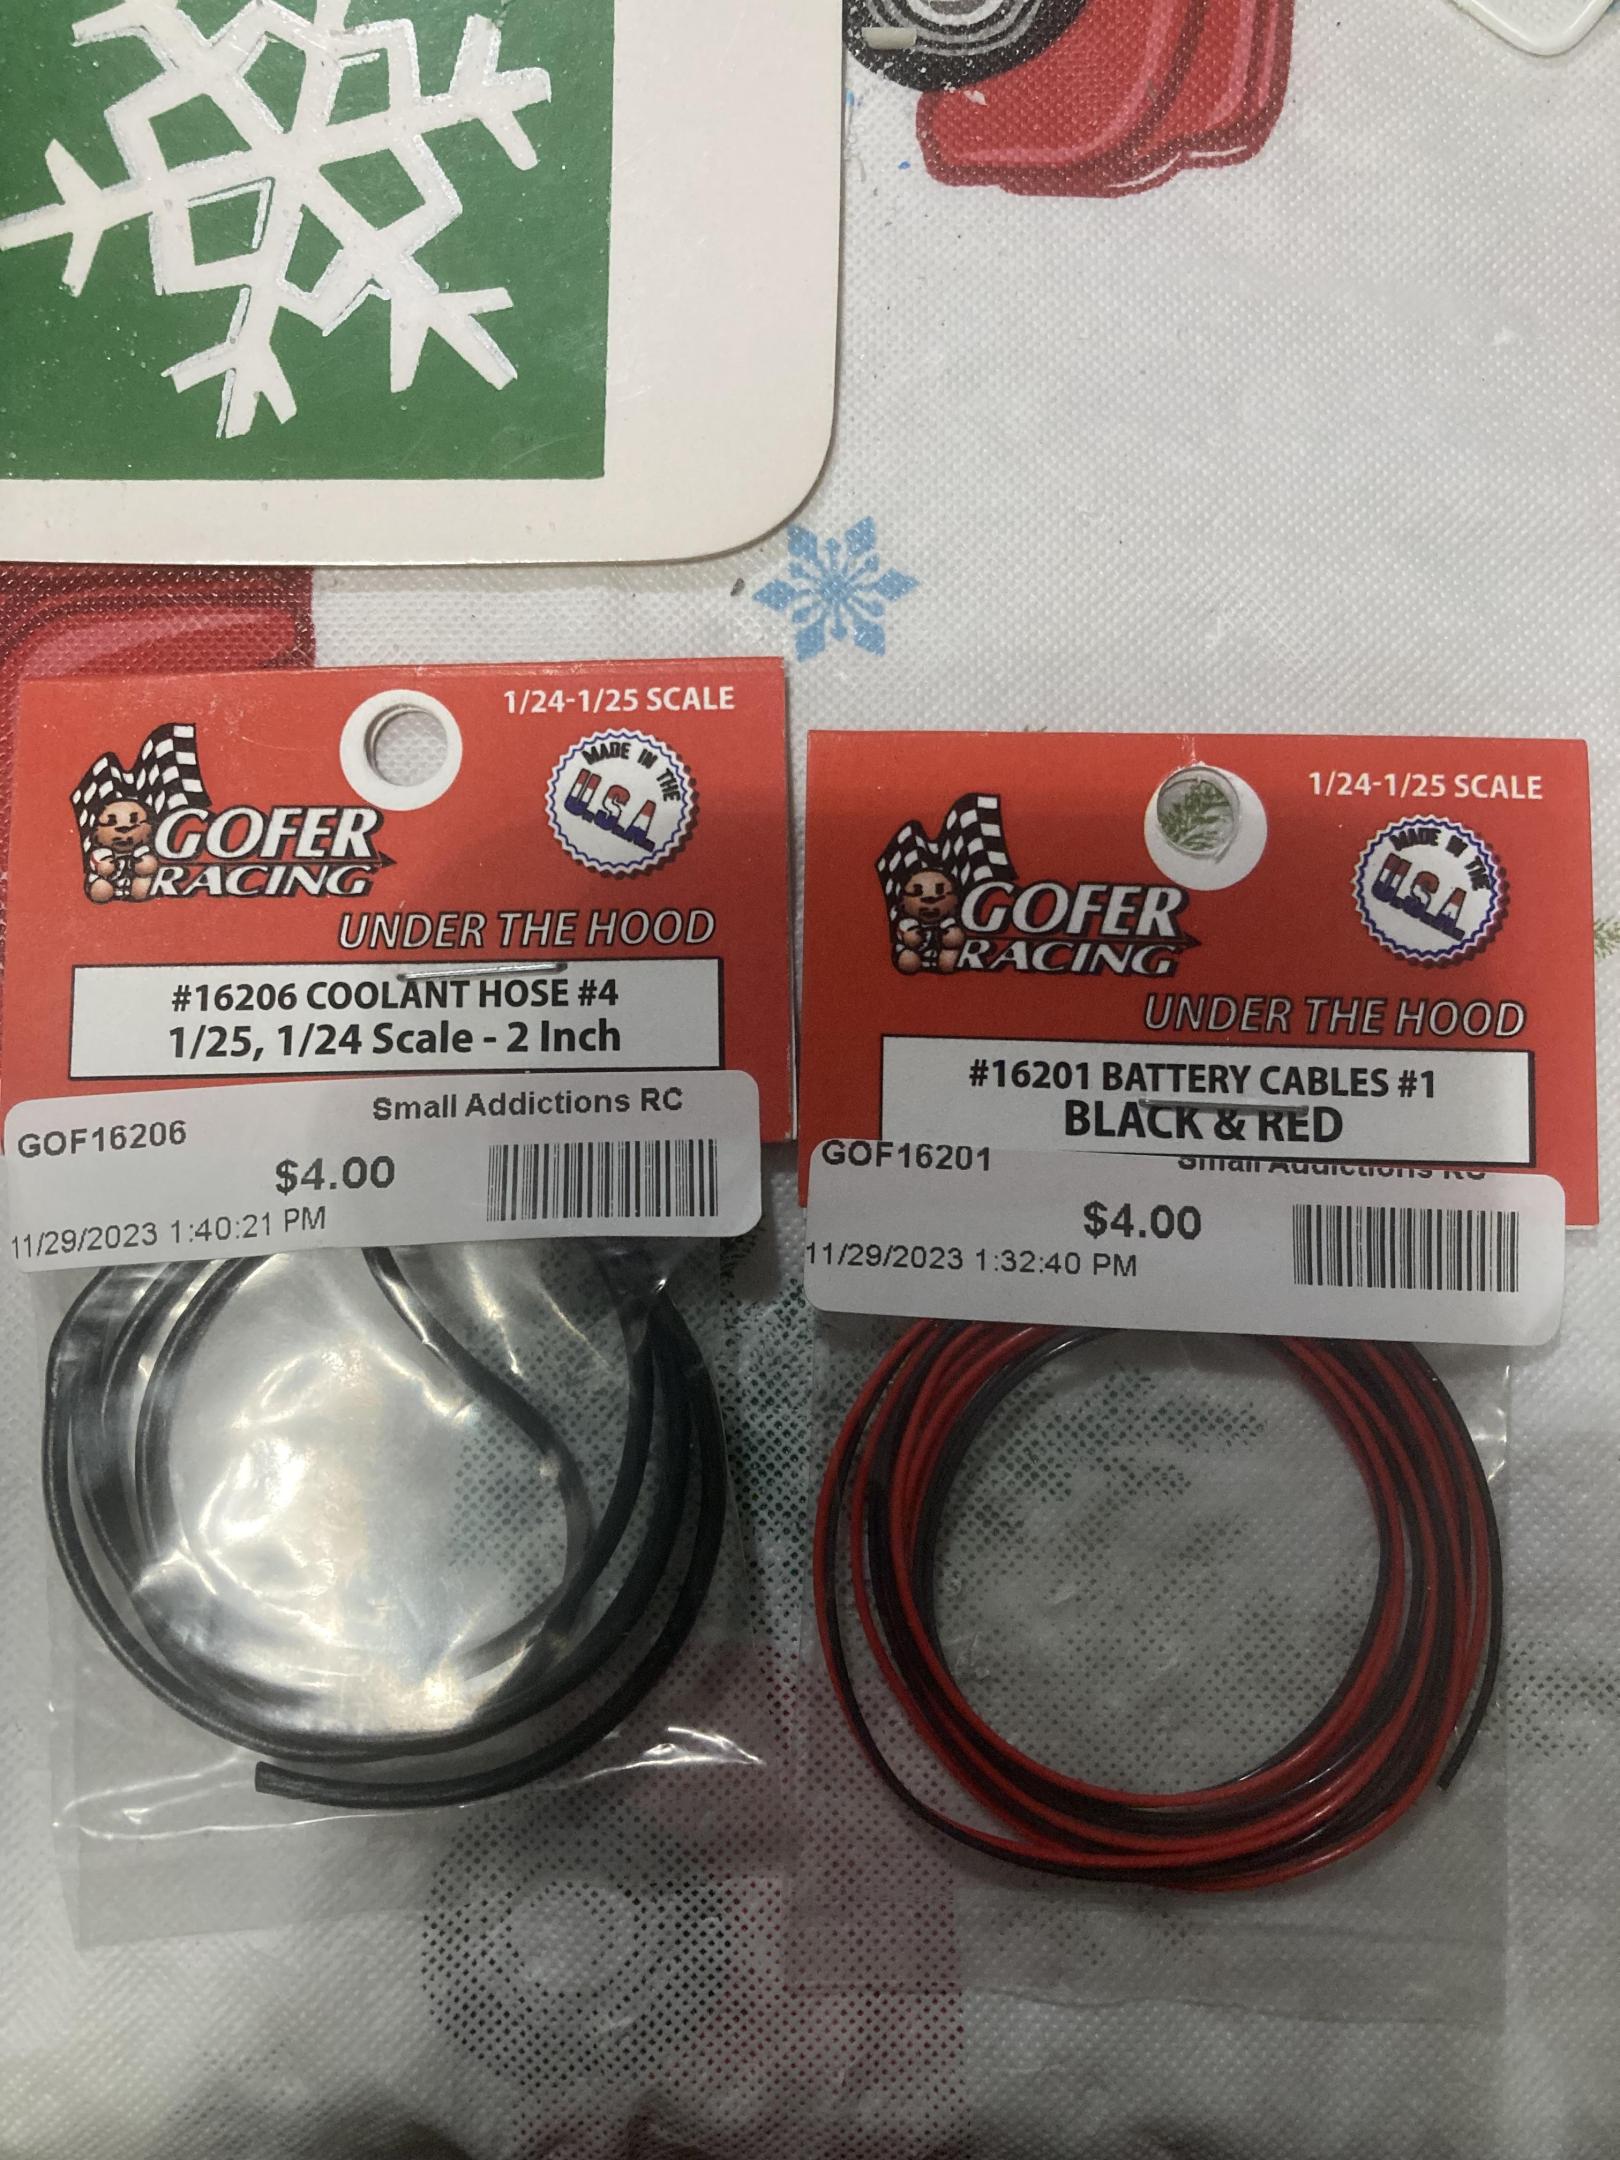 1/24-1/25 SCALE
MADE IN THE
U.S.A.
GOFER
RACING
UNDER THE HOOD
#16206 COOLANT HOSE #4
1/25, 1/24 Scale - 2 Inch
Small Addictions RC
GOF16206
$4.00
11/29/2023 1:40:21 PM
1/24-1/25 SCALE
MADE IN THE
U.S.A.
GOFER
RACING
UNDER THE HOOD
#16201 BATTERY CABLES #1
BLACK & RED
GOF16201
Small Addictions RC
$4.00
11/29/2023 1:32:40 PM